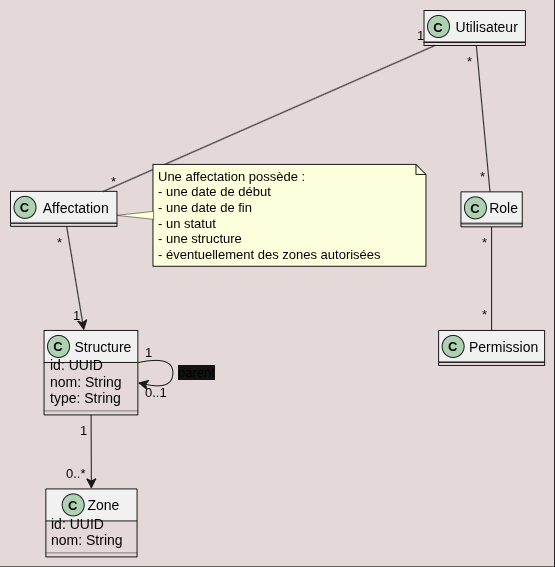 C Utilisateur
1
*
*
*
Une affectation possède :
- une date de début
- une date de fin
- un statut
- une structure
- éventuellement des zones autorisées
C Affectation
C Role
*
*
1
*
C Structure
id: UUID
nom: String
type: String
1
parent
0..1
C Permission
1
0..*
C Zone
id: UUID
nom: String